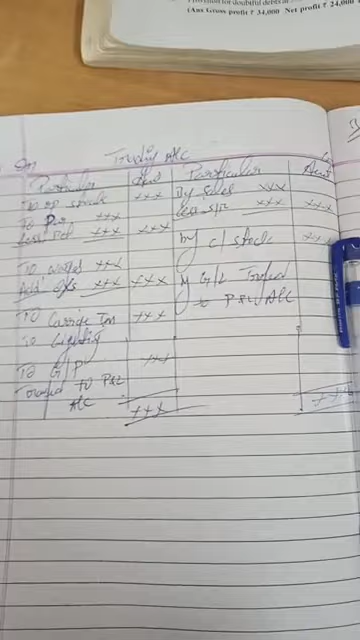 (Ans Gross profit ₹ 34,000 Net profit ₹ 24,000
Trading A/C
Particular Amt Particular Amt
To op stock xxx By Sales xxx
To Pur. xxx less S/R xxx xxx
less P/R xxx xxx
by c/ stock xxx
To wages xxx
Add o/s xxx xxx by G/L Transfer
to P&L A/C
To Carriage Inw xxx
To
To G/P xxx
Transfer TO P&L
A/C
xxx xxx